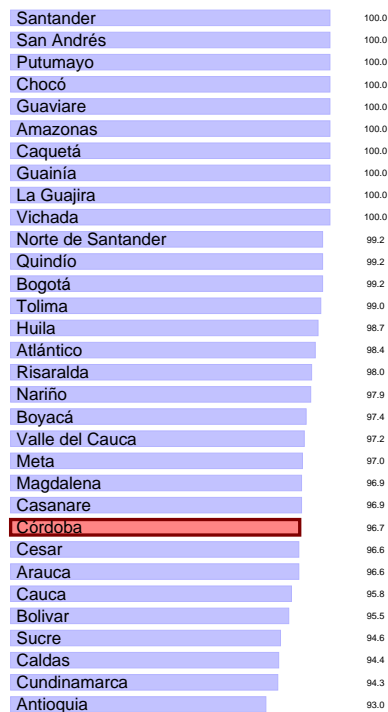 Santander 100.0
San Andrés 100.0
Putumayo 100.0
Chocó 100.0
Guaviare 100.0
Amazonas 100.0
Caquetá 100.0
Guainía 100.0
La Guajira 100.0
Vichada 100.0
Norte de Santander 99.2
Quindío 99.2
Bogotá 99.2
Tolima 99.0
Huila 98.7
Atlántico 98.4
Risaralda 98.0
Nariño 97.9
Boyacá 97.4
Valle del Cauca 97.2
Meta 97.0
Magdalena 96.9
Casanare 96.9
Córdoba 96.7
Cesar 96.6
Arauca 96.6
Cauca 95.8
Bolivar 95.5
Sucre 94.6
Caldas 94.4
Cundinamarca 94.3
Antioquia 93.0